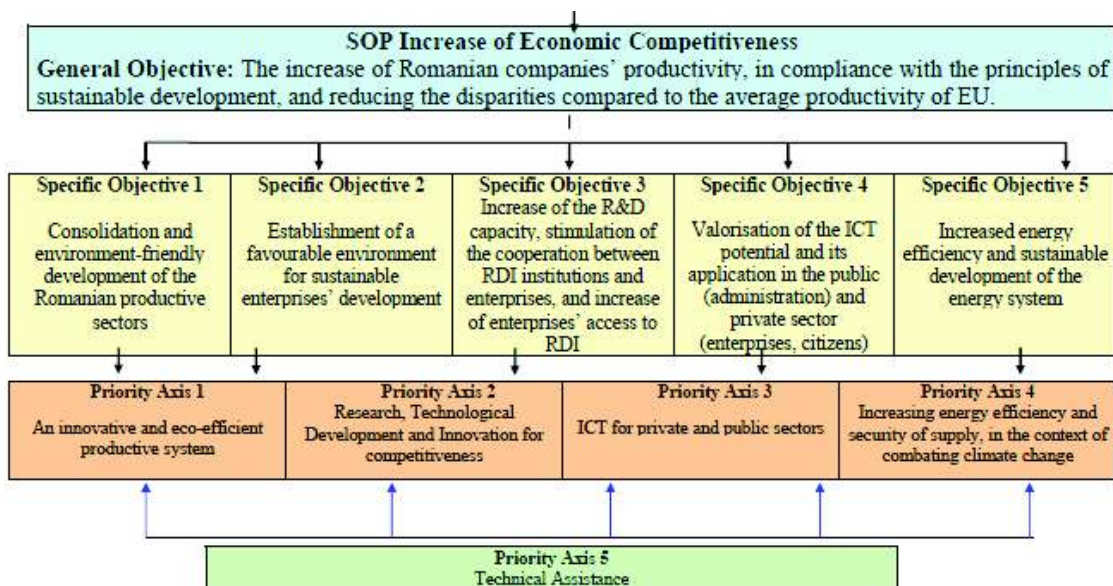 SOP Increase of Economic Competitiveness
General Objective: The increase of Romanian companies' productivity, in compliance with the principles of
sustainable development, and reducing the disparities compared to the average productivity of EU.
Specific Objective 1
Consolidation and
environment-friendly
development of the
Romanian productive
sectors
Specific Objective 2
Establishment of a
favourable environment
for sustainable
enterprises' development
Specific Objective 3
Increase of the R&D
capacity, stimulation of
the cooperation between
RDI institutions and
enterprises, and increase
of enterprises' access to
RDI
Specific Objective 4
Valorisation of the ICT
potential and its
application in the public
(administration) and
private sector
(enterprises, citizens)
Specific Objective 5
Increased energy
efficiency and sustainable
development of the
energy system
Priority Axis 1
An innovative and eco-efficient
productive system
Priority Axis 2
Research, Technological
Development and Innovation for
competitiveness
Priority Axis 3
ICT for private and public sectors
Priority Axis 4
Increasing energy efficiency and
security of supply, in the context of
combating climate change
Priority Axis 5
Technical Assistance